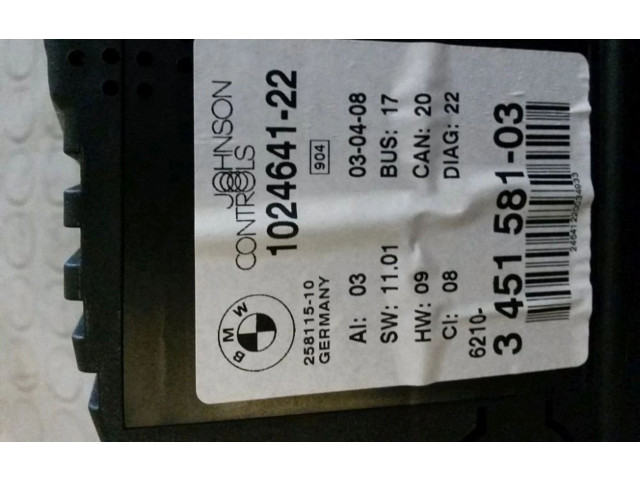 BMW
JOHNSON
CONTROLS
1024641-22
258115-10
GERMANY
904
AI: 03
03-04-08
SW: 11.01
BUS: 17
HW: 09
CAN: 20
CI: 08
DIAG: 22
6210-
3 451 581-03